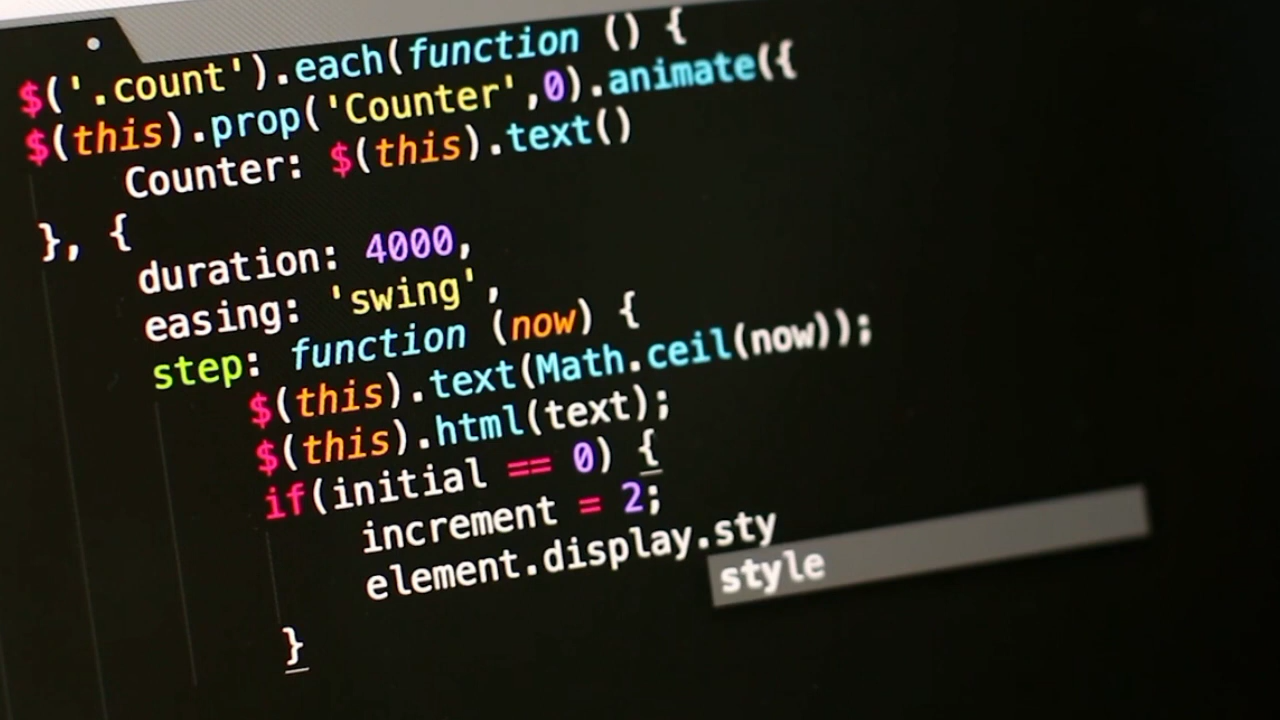 $('.count').each(function () {
$(this).prop('Counter',0).animate({
Counter: $(this).text()
}, {
duration: 4000,
easing: 'swing',
step: function (now) {
$(this).text(Math.ceil(now));
$(this).html(text);
if(initial == 0) {
increment = 2;
element.display.sty
style
}